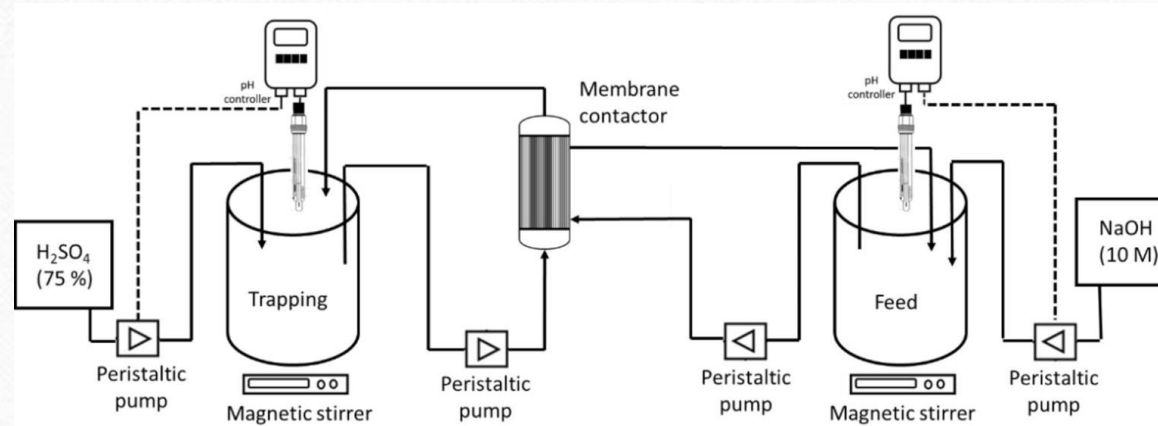 pH
controller
pH
controller
Membrane
contactor
H₂SO₄
(75 %)
NaOH
(10 M)
Trapping
Feed
Peristaltic
pump
Magnetic stirrer
Peristaltic
pump
Peristaltic
pump
Magnetic stirrer
Peristaltic
pump